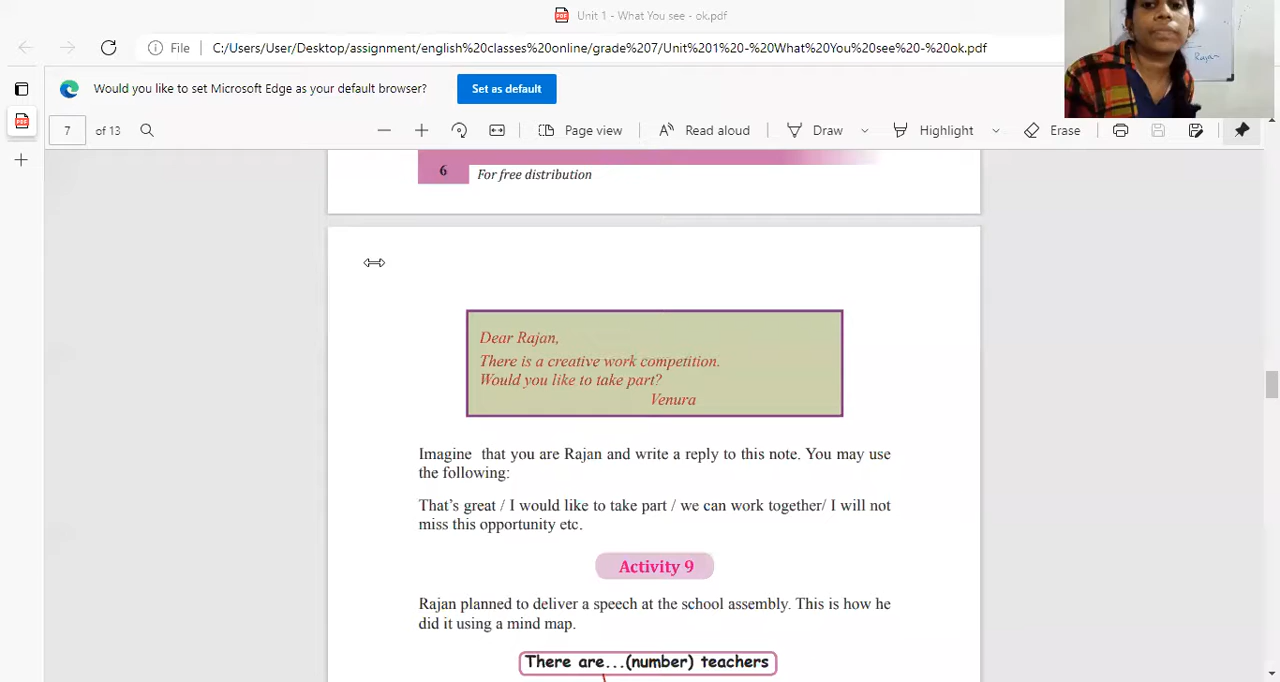 Unit 1 - What You see - ok.pdf
File
C:/Users/User/Desktop/assignment/english%20classes%20online/grade%207/Unit%201%20-%20What%20You%20see%20-%20ok.pdf
Would you like to set Microsoft Edge as your default browser?
Set as default
7
of 13
Page view
Read aloud
Draw
Highlight
Erase
Rajan
6
For free distribution
Dear Rajan,
There is a creative work competition.
Would you like to take part?
Venura
Imagine that you are Rajan and write a reply to this note. You may use
the following:
That's great / I would like to take part / we can work together/ I will not
miss this opportunity etc.
Activity 9
Rajan planned to deliver a speech at the school assembly. This is how he
did it using a mind map.
There are...(number) teachers